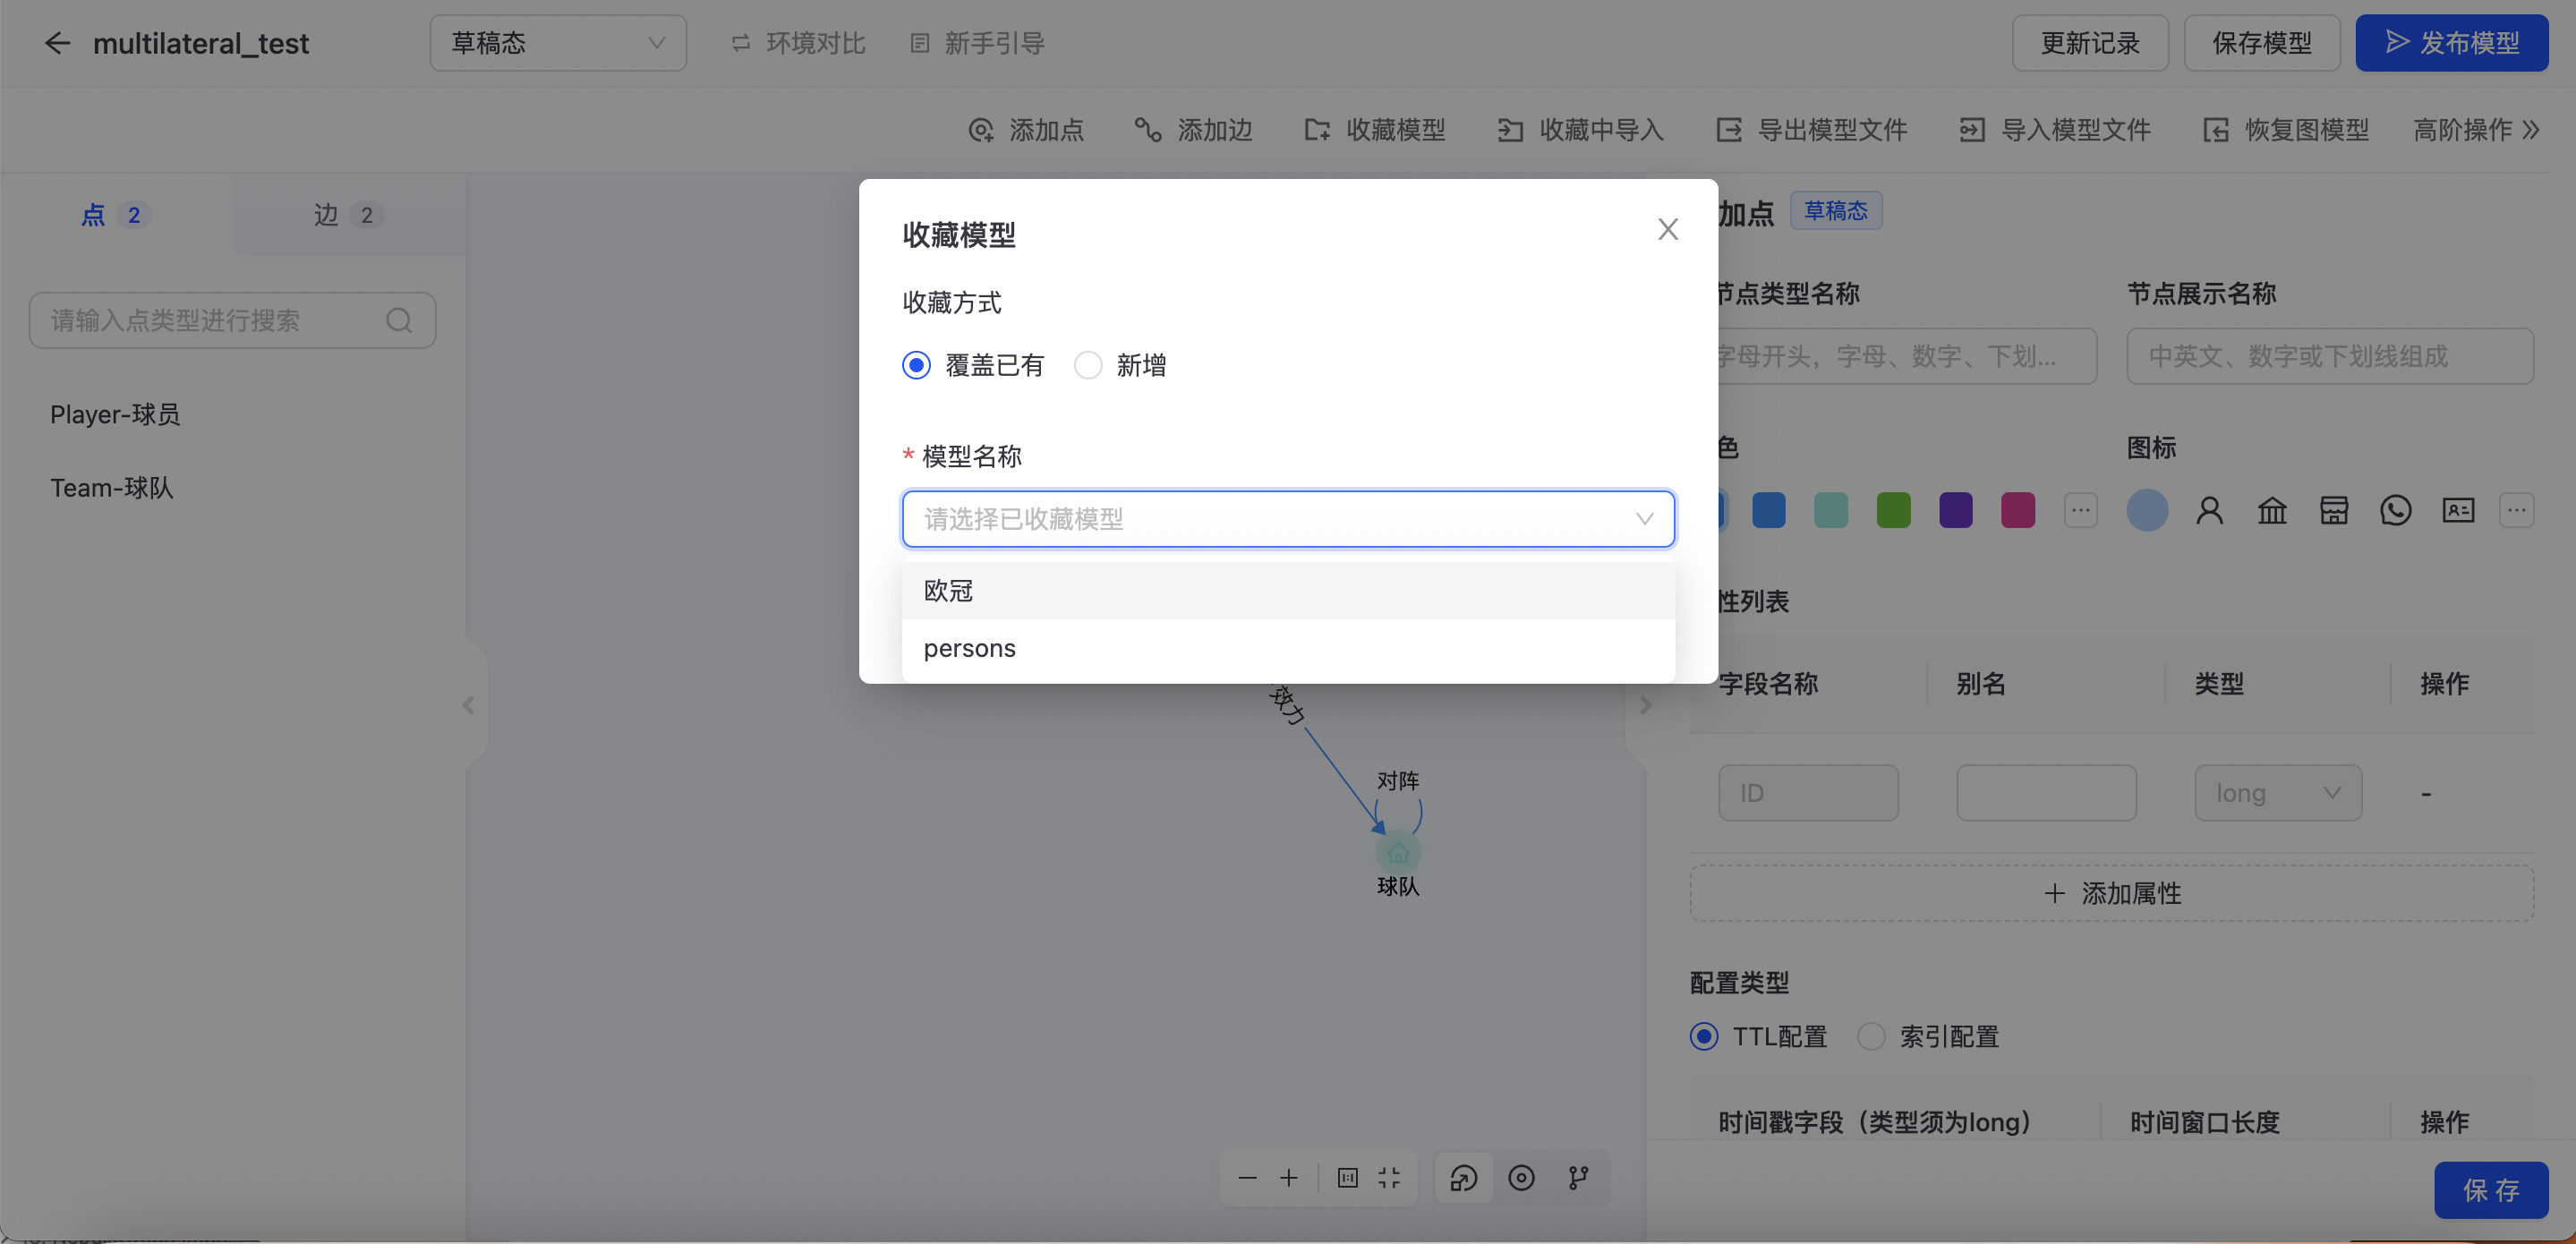 multilateral_test
草稿态
环境对比
新手引导
更新记录
保存模型
发布模型
添加点
添加边
收藏模型
收藏中导入
导出模型文件
导入模型文件
恢复图模型
高阶操作
点 2
边 2
请输入点类型进行搜索
Player-球员
Team-球队
收藏模型
收藏方式
覆盖已有
新增
* 模型名称
请选择已收藏模型
欧冠
persons
效力
对阵
球队
加点
草稿态
节点类型名称
节点展示名称
字母开头，字母、数字、下划...
中英文、数字或下划线组成
色
图标
性列表
字段名称
别名
类型
操作
ID
long
-
添加属性
配置类型
TTL配置
索引配置
时间戳字段（类型须为long）
时间窗口长度
操作
保 存